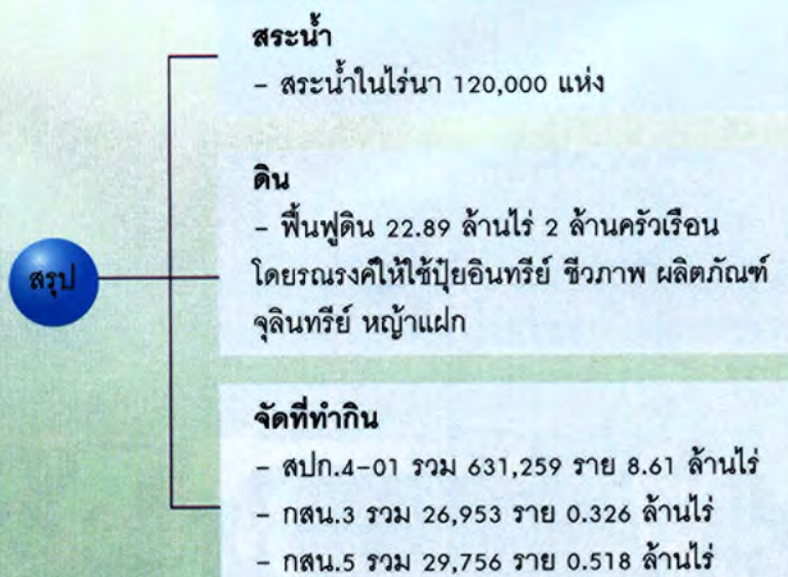 สระน้ำ
– สระน้ำในไร่นา 120,000 แห่ง
ดิน
– ฟื้นฟูดิน 22.89 ล้านไร่ 2 ล้านครัวเรือน
โดยรณรงค์ให้ใช้ปุ๋ยอินทรีย์ ชีวภาพ ผลิตภัณฑ์
จุลินทรีย์ หญ้าแฝก
สรุป
จัดที่ทำกิน
– สปก.4–01 รวม 631,259 ราย 8.61 ล้านไร่
– กสน.3 รวม 26,953 ราย 0.326 ล้านไร่
– กสน.5 รวม 29,756 ราย 0.518 ล้านไร่